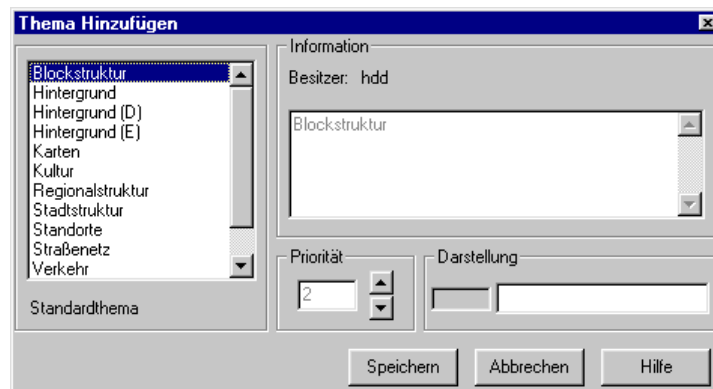 Thema Hinzufügen
Blockstruktur
Hintergrund
Hintergrund (D)
Hintergrund (E)
Karten
Kultur
Regionalstruktur
Stadtstruktur
Standorte
Straßenetz
Verkehr
Standardthema
Information
Besitzer: hdd
Blockstruktur
Priorität
2
Darstellung
Speichern
Abbrechen
Hilfe